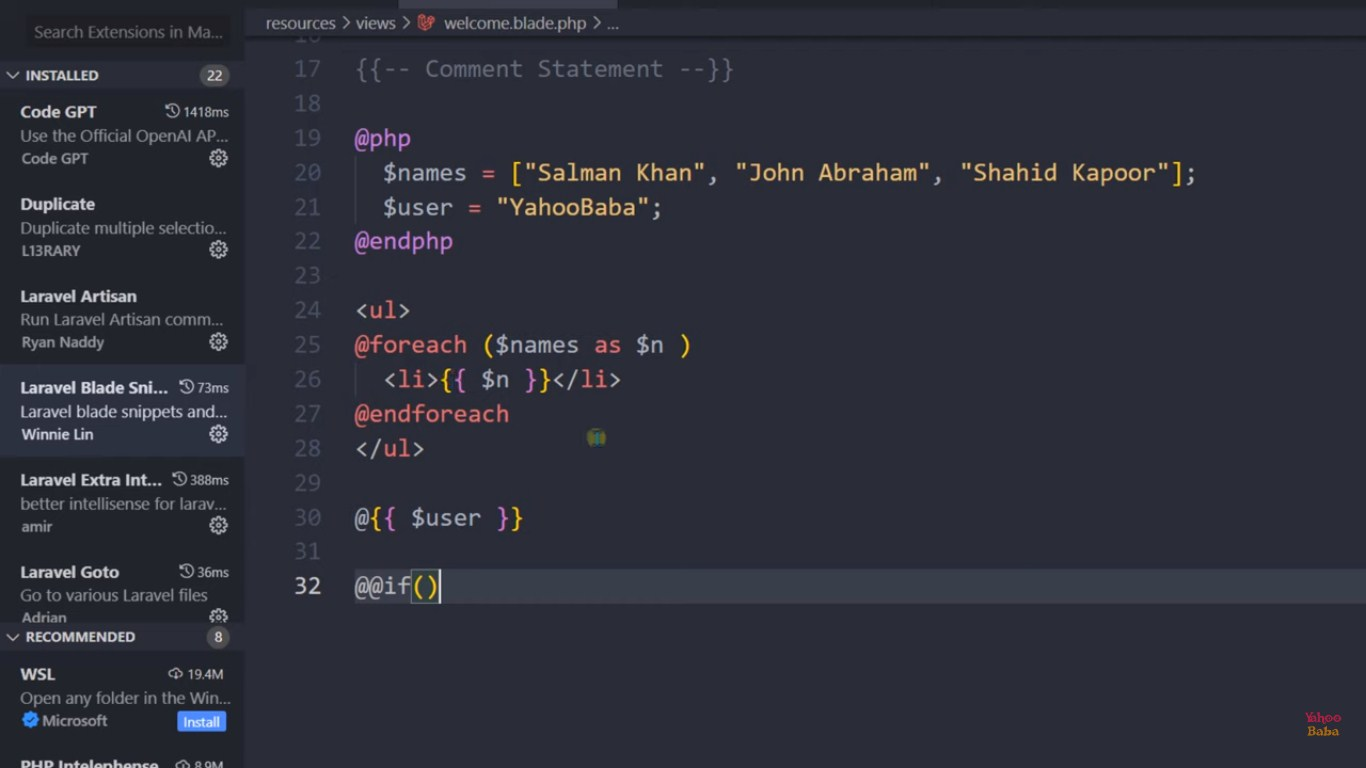 Search Extensions in Ma...
INSTALLED 22
Code GPT 1418ms
Use the Official OpenAI AP...
Code GPT
Duplicate
Duplicate multiple selectio...
L13RARY
Laravel Artisan
Run Laravel Artisan comm...
Ryan Naddy
Laravel Blade Sni... 73ms
Laravel blade snippets and...
Winnie Lin
Laravel Extra Int... 388ms
better intellisense for larav...
amir
Laravel Goto 36ms
Go to various Laravel files
Adrian
RECOMMENDED 8
WSL 19.4M
Open any folder in the Win...
Microsoft Install
PHP Intelephense 8.9M
resources > views > welcome.blade.php > ...
16
17 {{-- Comment Statement --}}
18
19 @php
20 $names = ["Salman Khan", "John Abraham", "Shahid Kapoor"];
21 $user = "YahooBaba";
22 @endphp
23
24 <ul>
25 @foreach ($names as $n )
26 <li>{{ $n }}</li>
27 @endforeach
28 </ul>
29
30 @{{ $user }}
31
32 @@if()
Yahoo
Baba